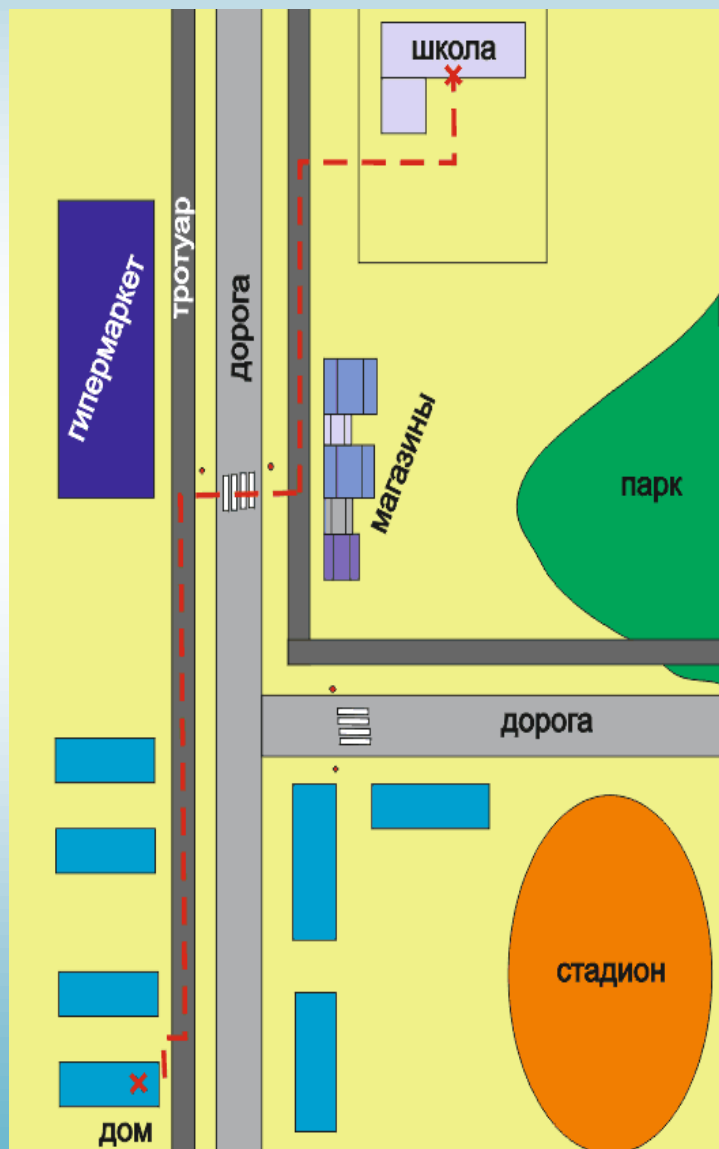 школа
тротуар
дорога
гипермаркет
магазины
парк
дорога
стадион
дом